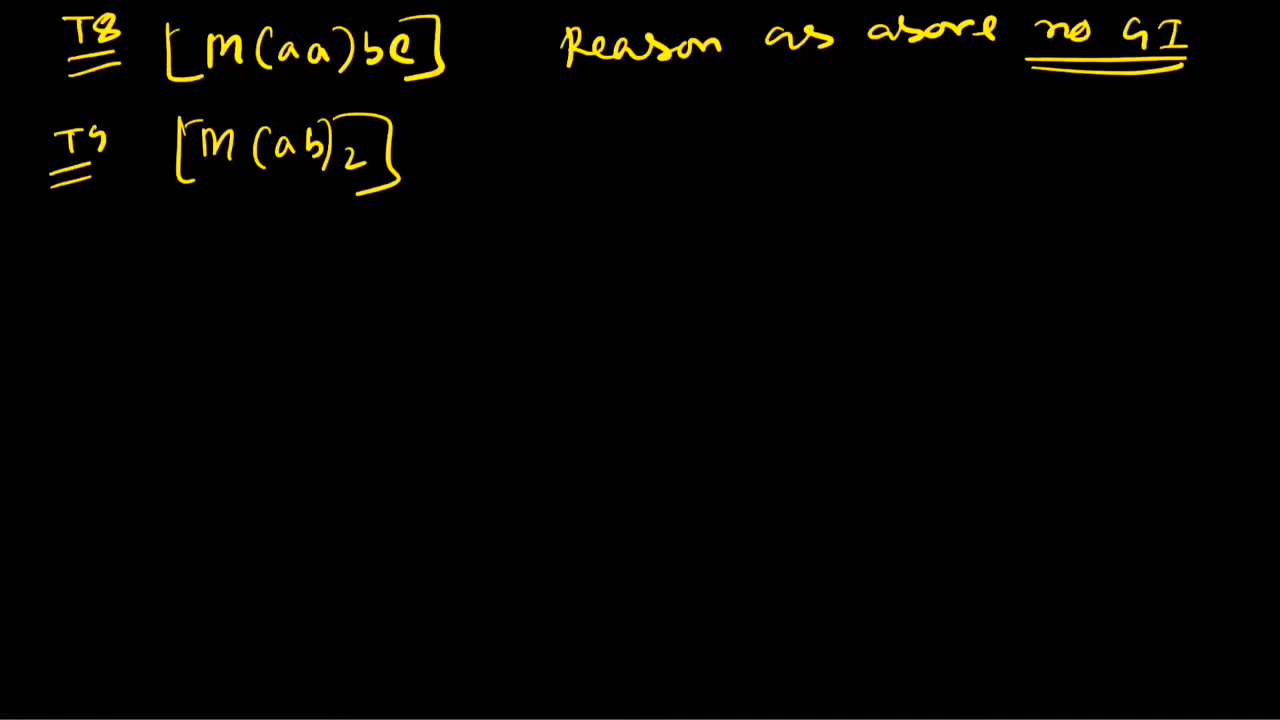 T8 [M(aa)bc] Reason as above no GI
T9 [M(ab)2]